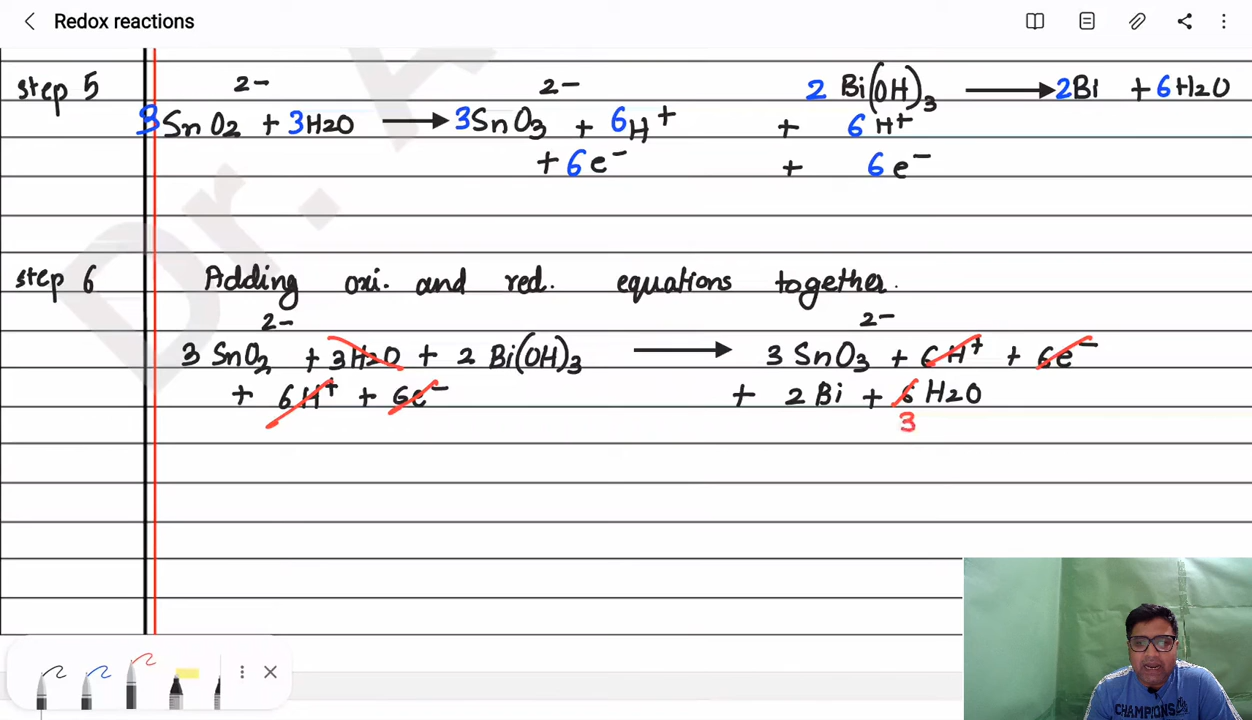 Redox reactions
step 5
2-
2-
2 Bi(OH)3 → 2Bi + 6H2O
3SnO2 + 3H2O → 3SnO3 + 6H+
+ 6H+
+ 6e-
+ 6e-
Dr. A
step 6 Adding oxi. and red. equations together.
2-
2-
3 SnO2 + 3H2O + 2 Bi(OH)3 → 3 SnO3 + 6H+ + 6e-
+ 6H+ + 6e-
+ 2 Bi + 6 H2O
3
CHAMPIONS